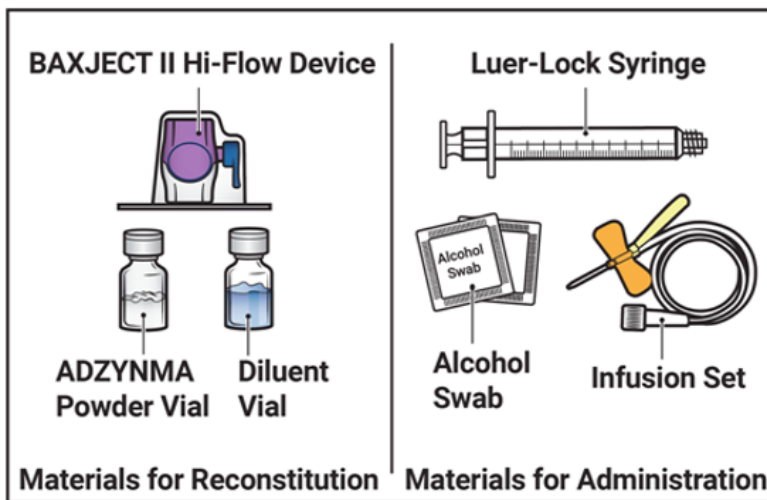 BAXJECT II Hi-Flow Device
ADZYNMA
Powder Vial
Diluent
Vial
Materials for Reconstitution
Luer-Lock Syringe
Alcohol
Swab
Alcohol
Swab
Infusion Set
Materials for Administration